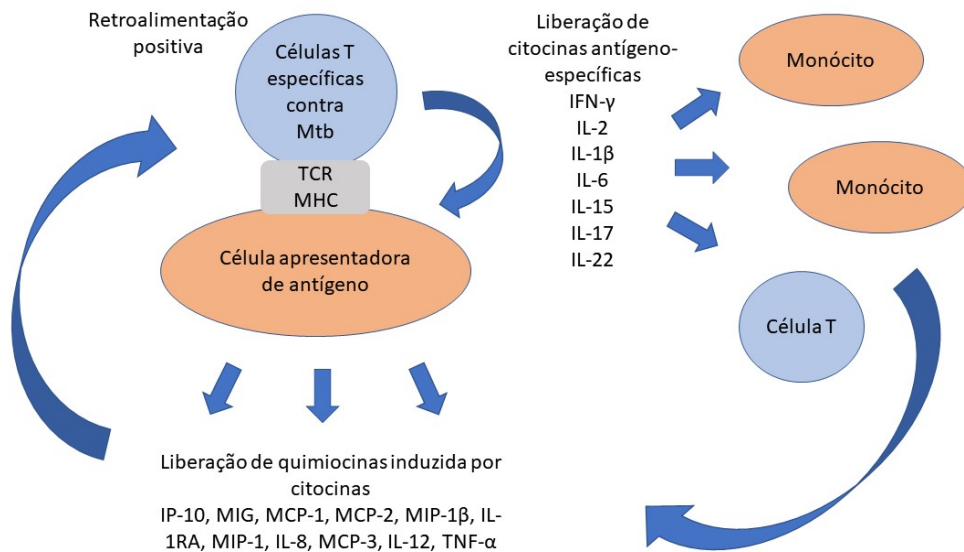 Retroalimentação
positiva
Células T
específicas
contra
Mtb
TCR
MHC
Célula apresentadora
de antígeno
Liberação de quimiocinas induzida por
citocinas
IP-10, MIG, MCP-1, MCP-2, MIP-1β, IL-
1RA, MIP-1, IL-8, MCP-3, IL-12, TNF-α
Liberação de
citocinas antígeno-
específicas
IFN-γ
IL-2
IL-1β
IL-6
IL-15
IL-17
IL-22
Monócito
Monócito
Célula T